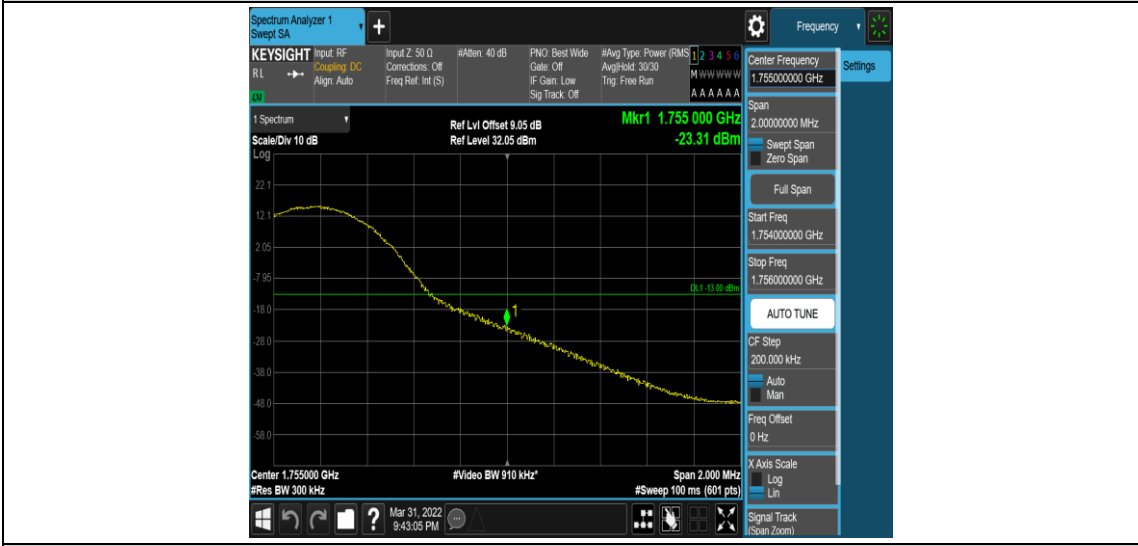 Spectrum Analyzer 1
Swept SA
+
Frequency
KEYSIGHT
RL
Input: RF
Coupling: DC
Align: Auto
Input Z: 50 Ω
Corrections: Off
Freq Ref: Int (S)
#Atten: 40 dB
PNO: Best Wide
Gate: Off
IF Gain: Low
Sig Track: Off
#Avg Type: Power (RMS
Avg|Hold: 30/30
Trig: Free Run
1 2 3 4 5 6
M W W W W W
A A A A A A
1 Spectrum
Scale/Div 10 dB
Log
Ref Lvl Offset 9.05 dB
Ref Level 32.05 dBm
Mkr1 1.755 000 GHz
-23.31 dBm
22.1
12.1
2.05
-7.95
DL1 -13.00 dBm
-18.0
1
-28.0
-38.0
-48.0
-58.0
Center 1.755000 GHz
#Video BW 910 kHz*
Span 2.000 MHz
#Res BW 300 kHz
#Sweep 100 ms (601 pts)
?
Mar 31, 2022
9:43:05 PM
Center Frequency
1.755000000 GHz
Settings
Span
2.00000000 MHz
Swept Span
Zero Span
Full Span
Start Freq
1.754000000 GHz
Stop Freq
1.756000000 GHz
AUTO TUNE
CF Step
200.000 kHz
Auto
Man
Freq Offset
0 Hz
X Axis Scale
Log
Lin
Signal Track
(Span Zoom)